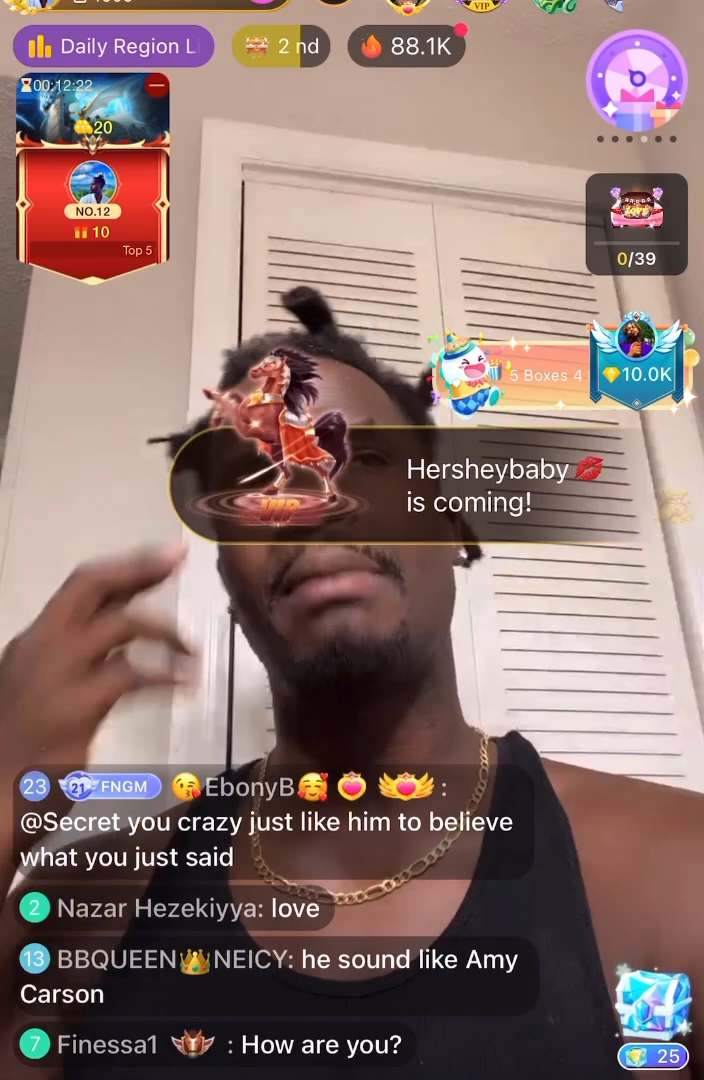 Daily Region L
2 nd
88.1K
00:12:22
20
NO.12
10
Top 5
0/39
5 Boxes 4
10.0K
Hersheybaby💋
is coming!
VIP
23 21 FNGM 😘EbonyB🥰 :
@Secret you crazy just like him to believe
what you just said
2 Nazar Hezekiyya: love
13 BBQUEEN👑NEICY: he sound like Amy
Carson
7 Finessa1 : How are you?
25